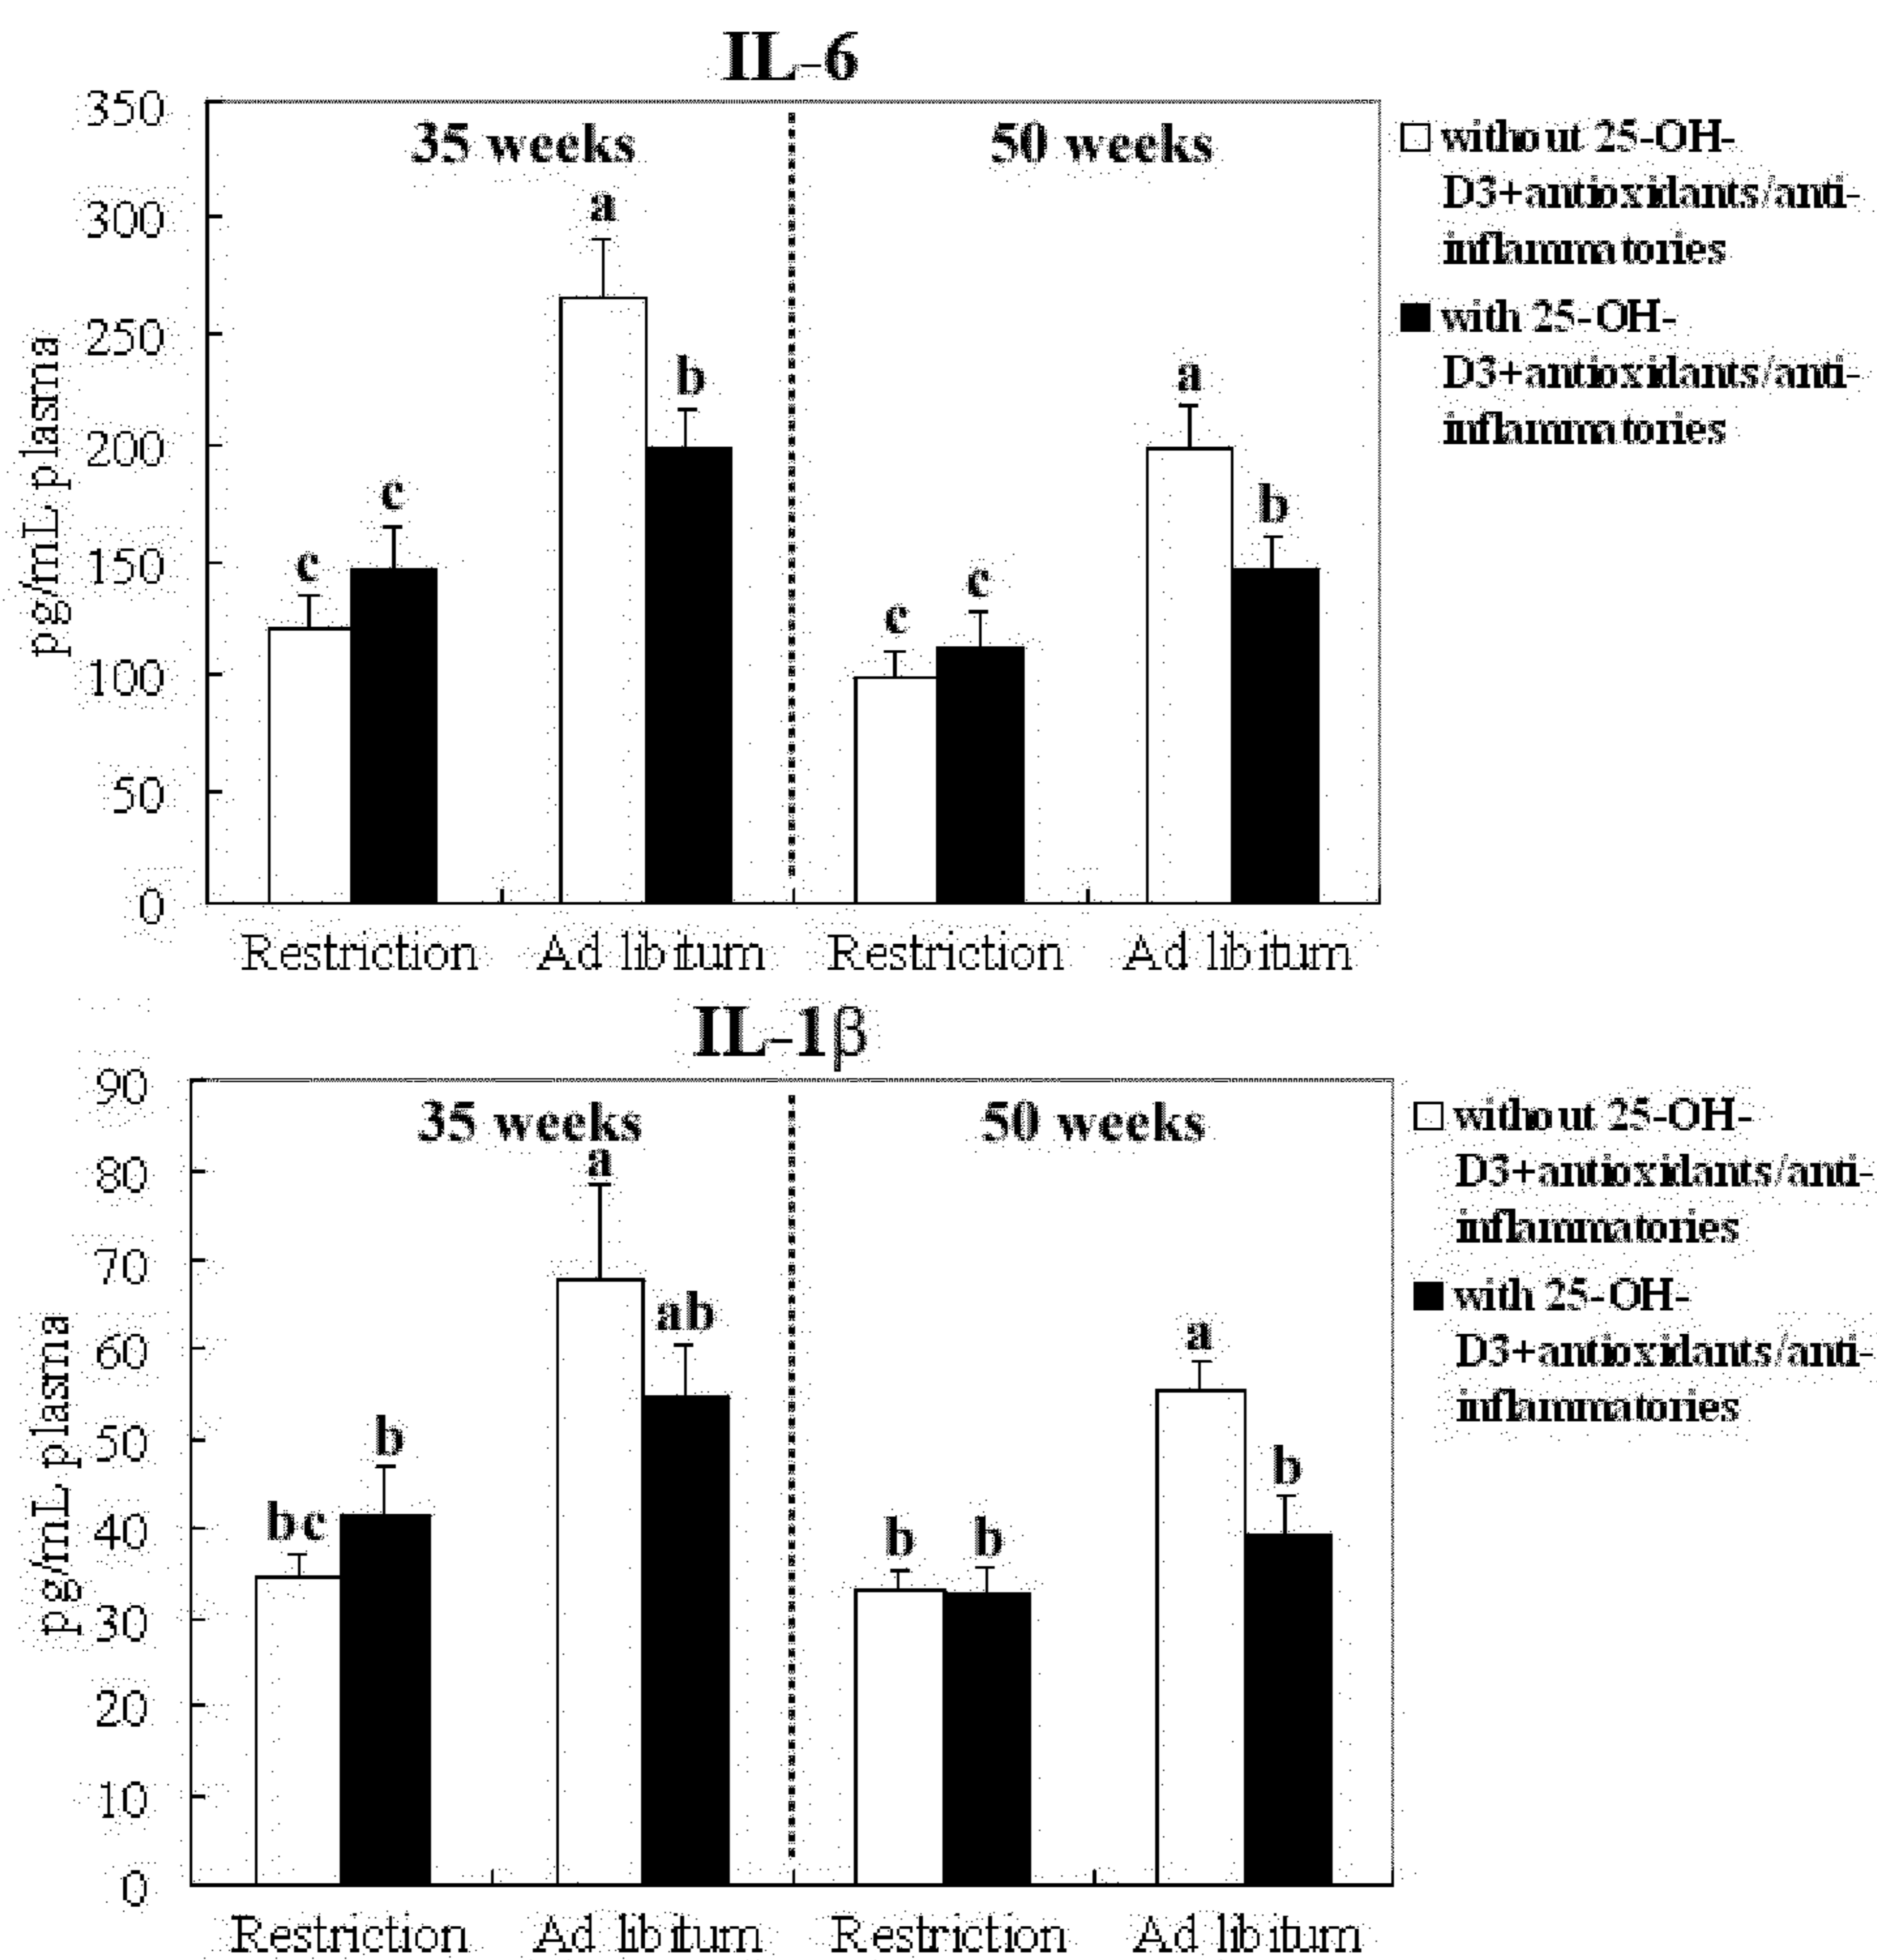 IL-6
350
300
250
200
150
100
50
0
pg/mL plasma
35 weeks
50 weeks
c
c
a
b
c
c
a
b
Restriction
Ad libitum
Restriction
Ad libitum
without 25-OH-
D3+antioxidants/anti-
inflammatories
with 25-OH-
D3+antioxidants/anti-
inflammatories
IL-1β
90
80
70
60
50
40
30
20
10
0
pg/mL plasma
35 weeks
50 weeks
bc
b
a
ab
b
b
a
b
Restriction
Ad libitum
Restriction
Ad libitum
without 25-OH-
D3+antioxidants/anti-
inflammatories
with 25-OH-
D3+antioxidants/anti-
inflammatories